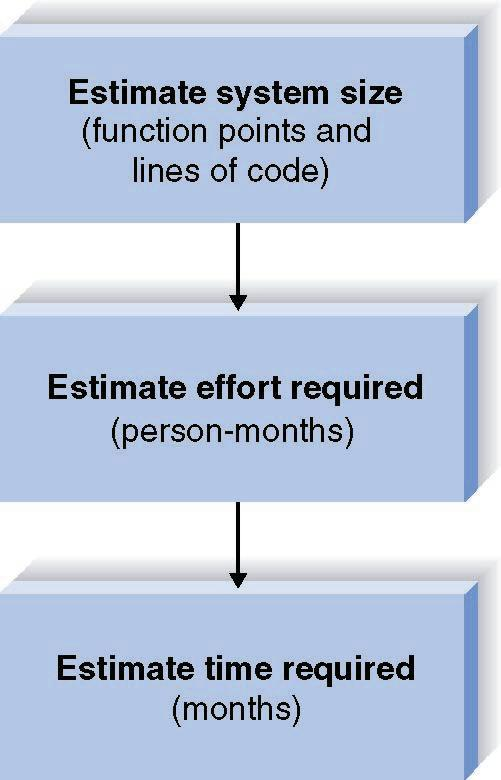 Estimate system size
(function points and
lines of code)
Estimate effort required
(person-months)
Estimate time required
(months)